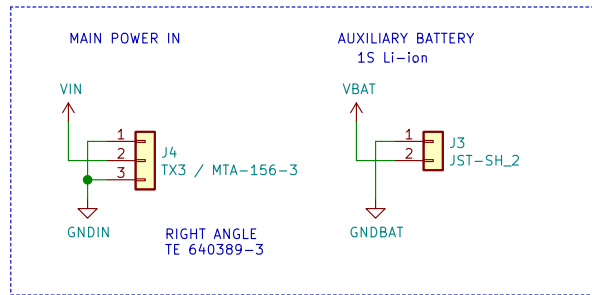 MAIN POWER IN
AUXILIARY BATTERY
1S Li-ion
VIN
VBAT
1
2
3
J4
TX3 / MTA-156-3
1
2
J3
JST-SH_2
GNDIN
GNDBAT
RIGHT ANGLE
TE 640389-3